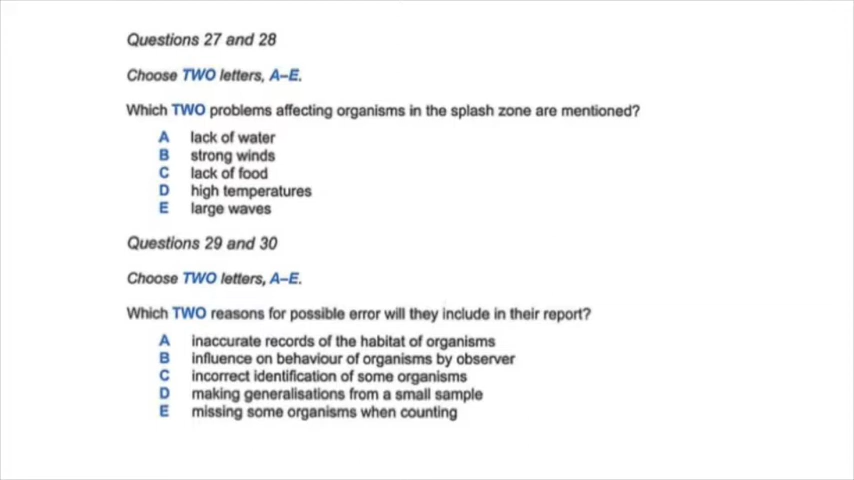 Questions 27 and 28
Choose TWO letters, A–E.
Which TWO problems affecting organisms in the splash zone are mentioned?
A lack of water
B strong winds
C lack of food
D high temperatures
E large waves
Questions 29 and 30
Choose TWO letters, A–E.
Which TWO reasons for possible error will they include in their report?
A inaccurate records of the habitat of organisms
B influence on behaviour of organisms by observer
C incorrect identification of some organisms
D making generalisations from a small sample
E missing some organisms when counting